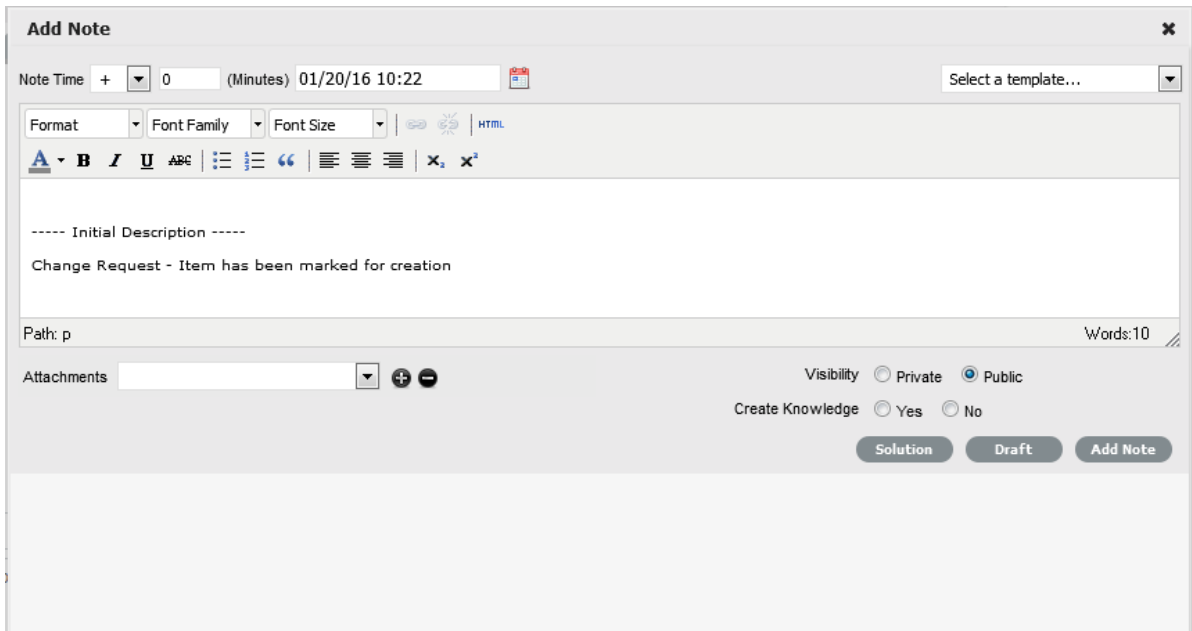 Add Note
Note Time + 0 (Minutes) 01/20/16 10:22 Select a template...
Format Font Family Font Size HTML
A B I U ABC X₂ X²
----- Initial Description -----
Change Request - Item has been marked for creation
Path: p Words:10
Attachments Visibility Private Public
Create Knowledge Yes No
Solution Draft Add Note